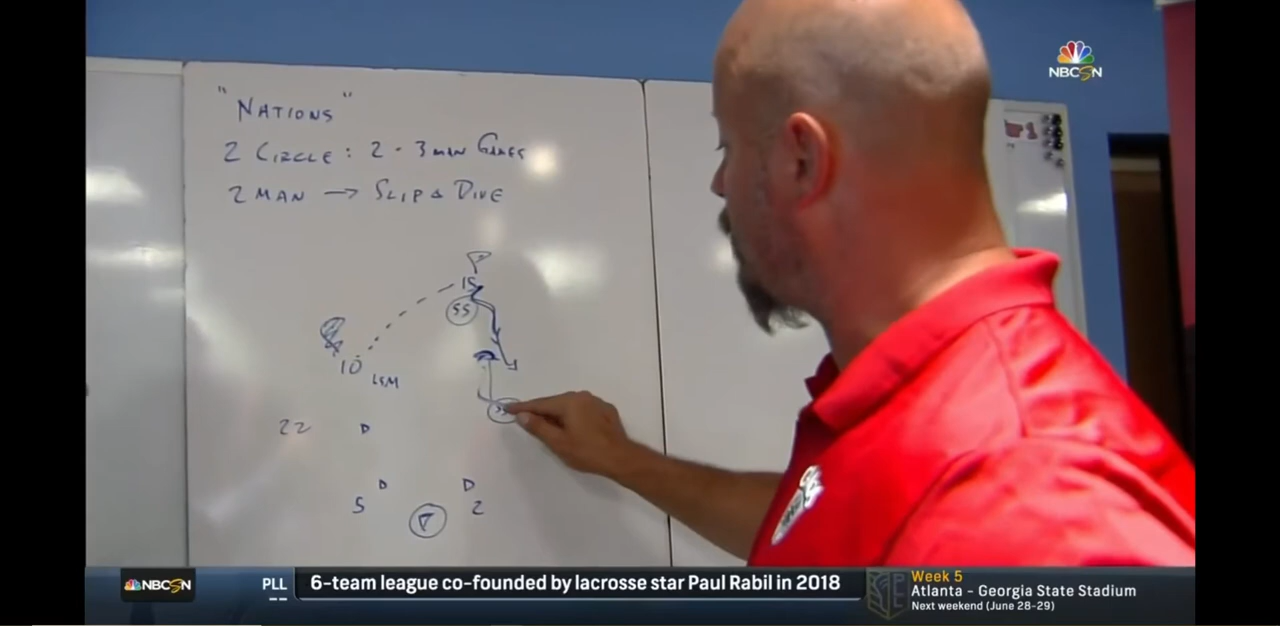 NBCSN
"NATIONS"
2 CIRCLE: 2 - 3 MAN GAMES
2 MAN → SLIP & DIVE
15
55
10 LSM
22 D
5 D D 2
NBCSN PLL 6-team league co-founded by lacrosse star Paul Rabil in 2018
Week 5
Atlanta - Georgia State Stadium
Next weekend (June 28-29)